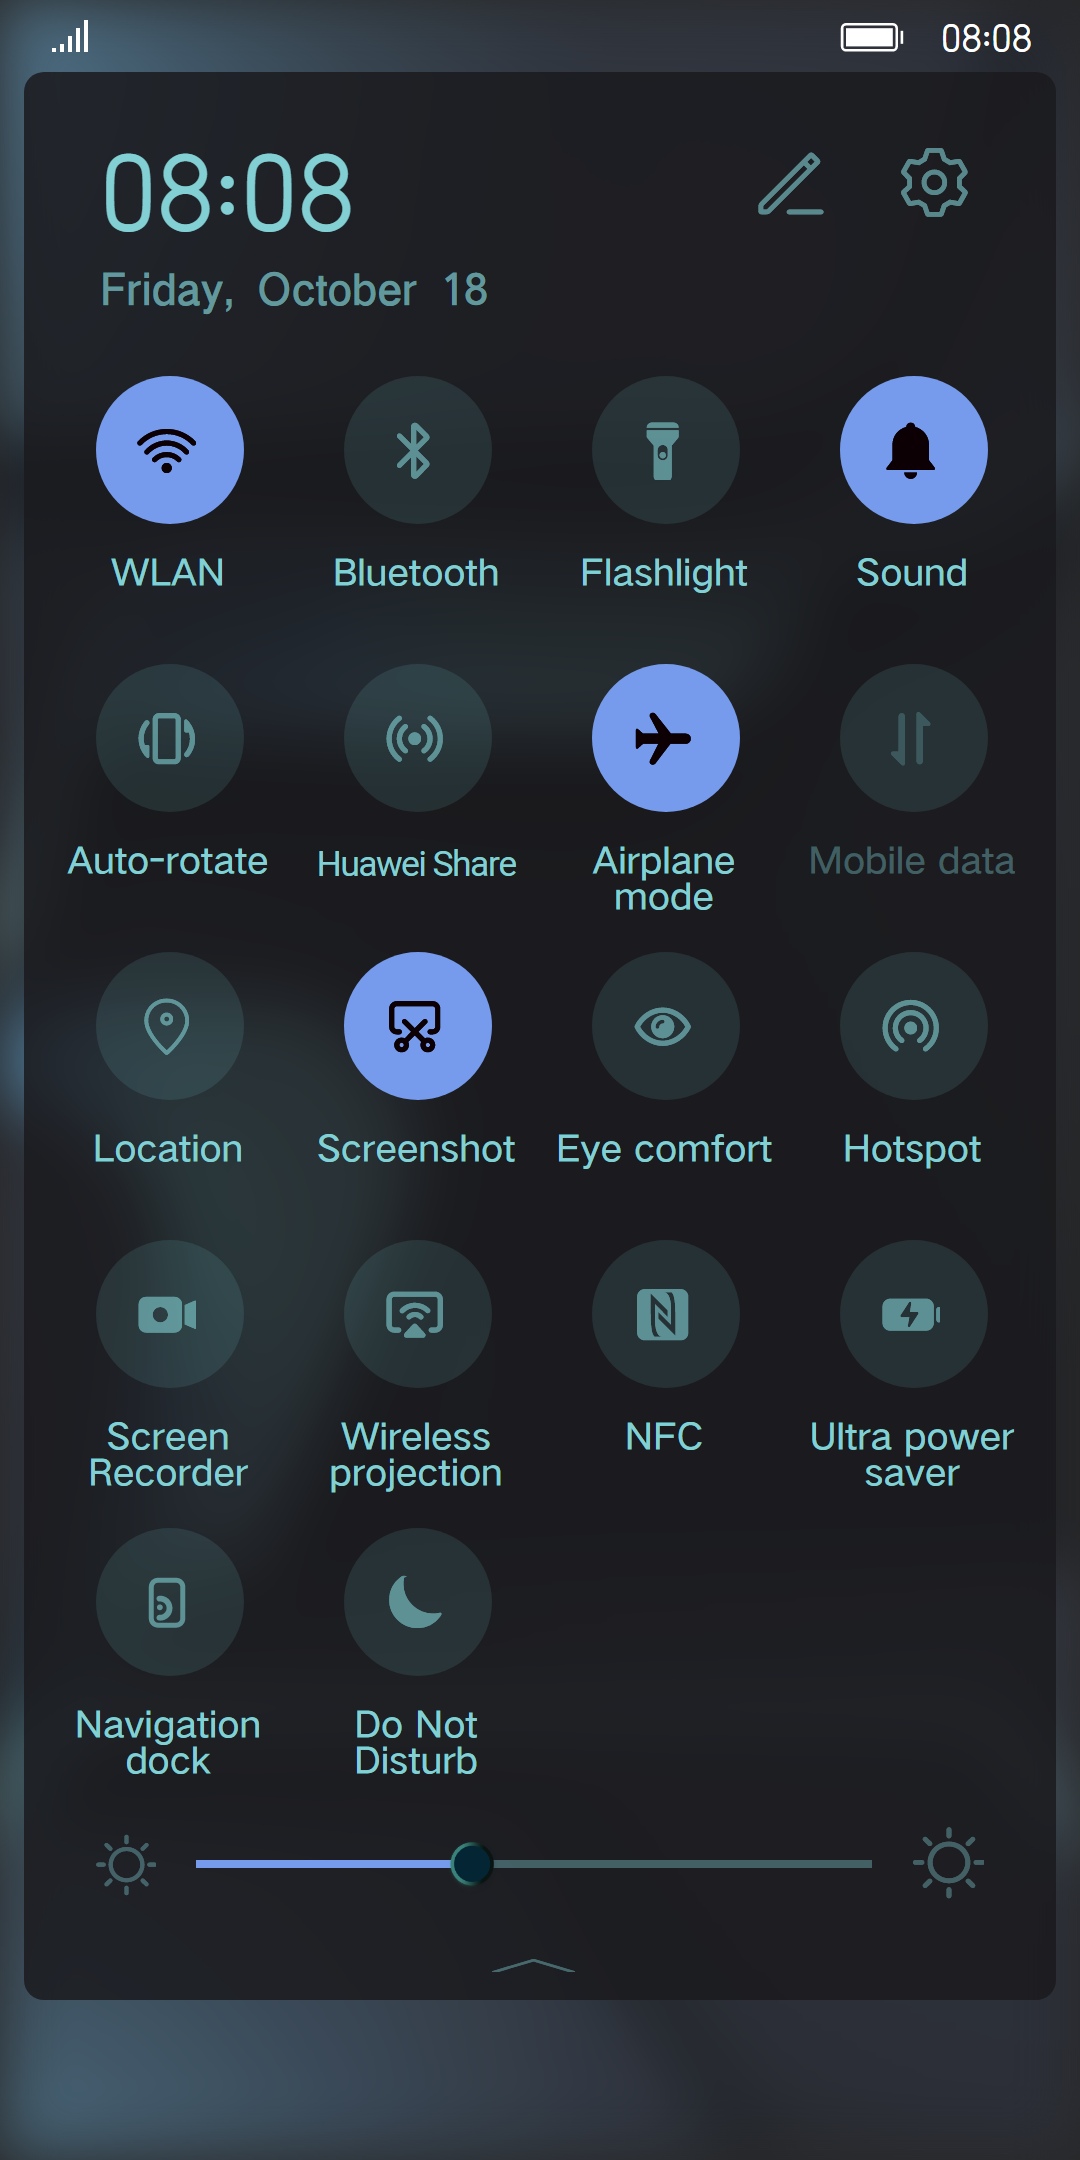 08:08
08:08
Friday, October 18
WLAN
Bluetooth
Flashlight
Sound
Auto-rotate
Huawei Share
Airplane
mode
Mobile data
Location
Screenshot
Eye comfort
Hotspot
Screen
Recorder
Wireless
projection
NFC
Ultra power
saver
Navigation
dock
Do Not
Disturb